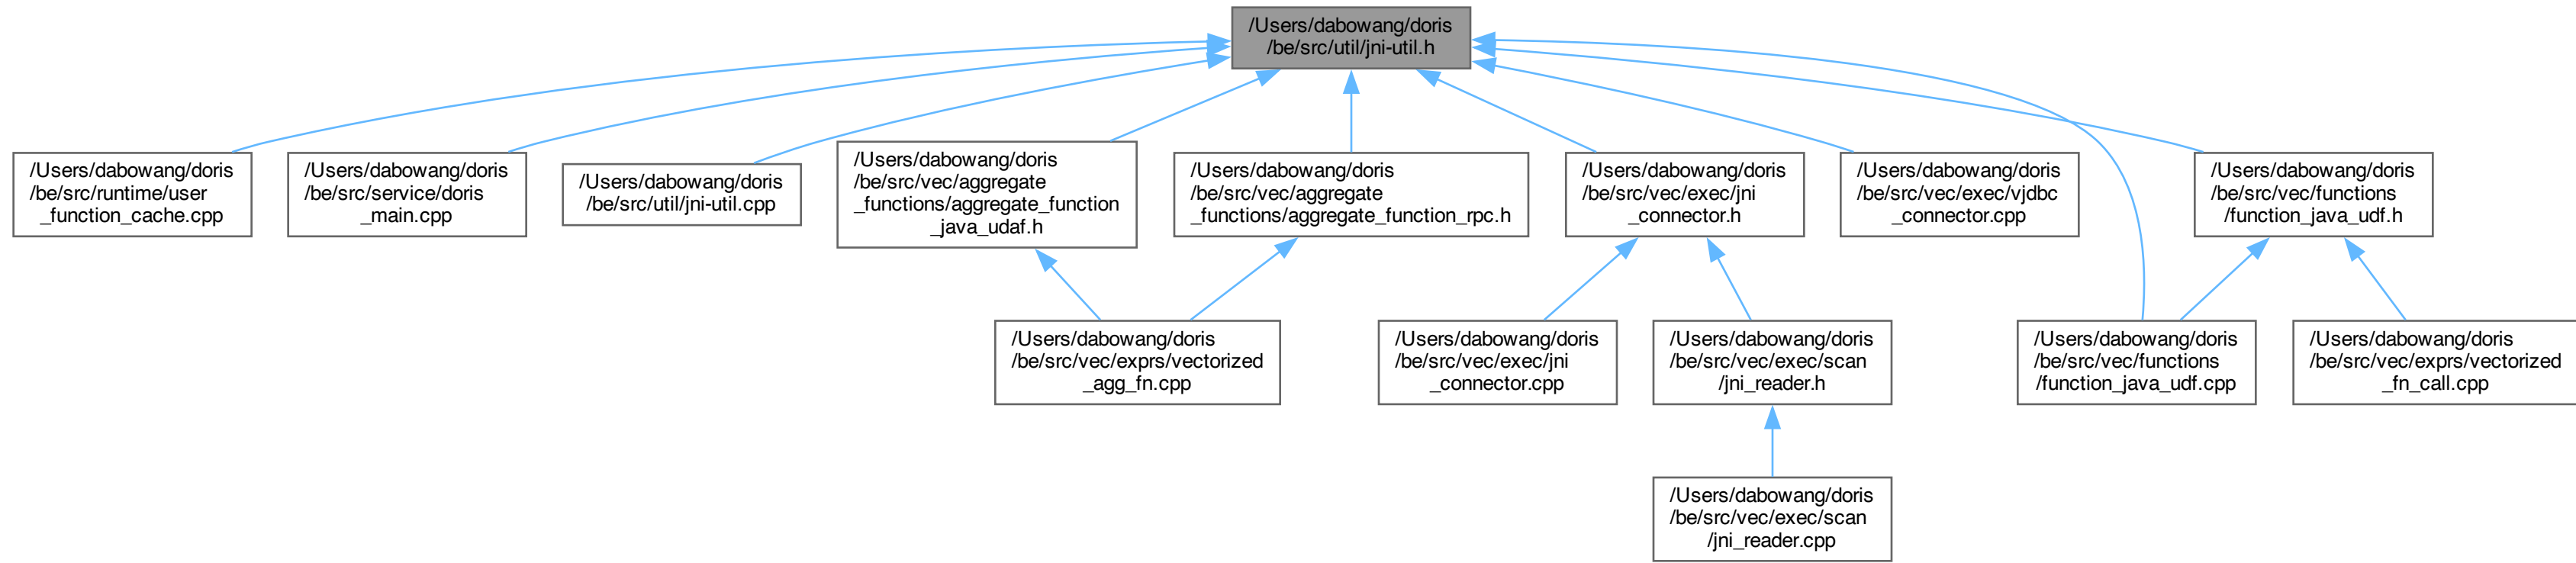 /Users/dabowang/doris
/be/src/util/jni-util.h
/Users/dabowang/doris
/be/src/runtime/user
_function_cache.cpp
/Users/dabowang/doris
/be/src/service/doris
_main.cpp
/Users/dabowang/doris
/be/src/util/jni-util.cpp
/Users/dabowang/doris
/be/src/vec/aggregate
_functions/aggregate_function
_java_udaf.h
/Users/dabowang/doris
/be/src/vec/aggregate
_functions/aggregate_function_rpc.h
/Users/dabowang/doris
/be/src/vec/exec/jni
_connector.h
/Users/dabowang/doris
/be/src/vec/exec/vjdbc
_connector.cpp
/Users/dabowang/doris
/be/src/vec/functions
/function_java_udf.h
/Users/dabowang/doris
/be/src/vec/exprs/vectorized
_agg_fn.cpp
/Users/dabowang/doris
/be/src/vec/exec/jni
_connector.cpp
/Users/dabowang/doris
/be/src/vec/exec/scan
/jni_reader.h
/Users/dabowang/doris
/be/src/vec/functions
/function_java_udf.cpp
/Users/dabowang/doris
/be/src/vec/exprs/vectorized
_fn_call.cpp
/Users/dabowang/doris
/be/src/vec/exec/scan
/jni_reader.cpp